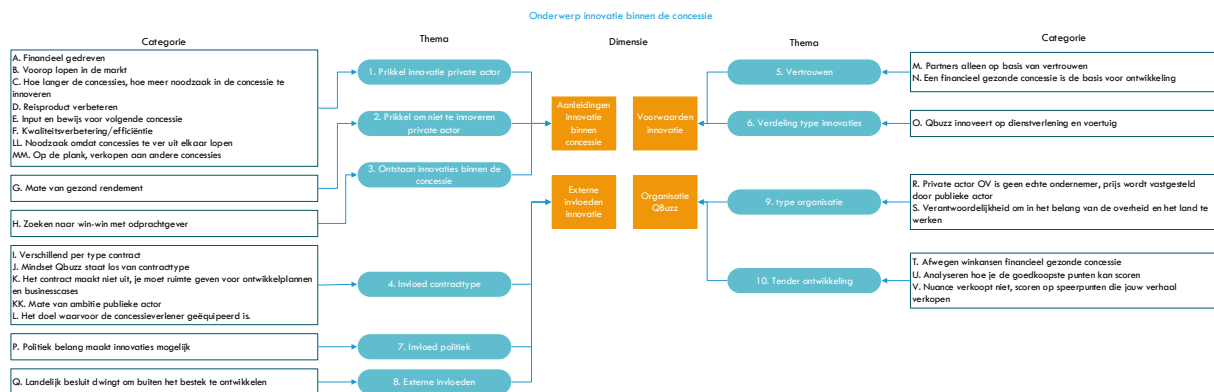 Onderwerp innovatie binnen de concessie
Categorie
Thema
Dimensie
Thema
Categorie
A. Financieel gedreven
B. Voorop lopen in de markt
C. Hoe langer de concessies, hoe meer noodzaak in de concessie te
innoveren
D. Reisproduct verbeteren
E. Input en bewijs voor volgende concessie
F. Kwaliteitsverbetering/efficiëntie
LL. Noodzaak omdat concessies te ver uit elkaar lopen
MM. Op de plank, verkopen aan andere concessies
G. Mate van gezond rendement
H. Zoeken naar win-win met odprachtgever
I. Verschillend per type contract
J. Mindset Qbuzz staat los van contracttype
K. Het contract maakt niet uit, je moet ruimte geven voor ontwikkelplannen
en businesscases
KK. Mate van ambitie publieke actor
L. Het doel waarvoor de concessieverlener geëquipeerd is.
P. Politiek belang maakt innovaties mogelijk
Q. Landelijk besluit dwingt om buiten het bestek te ontwikkelen
1. Prikkel innovatie private actor
2. Prikkel om niet te innoveren
private actor
3. Ontstaan innovaties binnen de
concessie
4. Invloed contracttype
7. Invloed politiek
8. Externe invloeden
Aanleidingen
innovatie
binnen
concessie
Voorwaarden
innovatie
Externe
invloeden
innovatie
Organisatie
QBuzz
5. Vertrouwen
6. Verdeling type innovaties
9. type organisatie
10. Tender ontwikkeling
M. Partners alleen op basis van vertrouwen
N. Een financieel gezonde concessie is de basis voor ontwikkeling
O. Qbuzz innoveert op dienstverlening en voertuig
R. Private actor OV is geen echte ondernemer, prijs wordt vastgesteld
door publieke actor
S. Verantwoordelijkheid om in het belang van de overheid en het land te
werken
T. Afwegen winkansen financieel gezonde concessie
U. Analyseren hoe je de goedkoopste punten kan scoren
V. Nuance verkoopt niet, scoren op speerpunten die jouw verhaal
verkopen